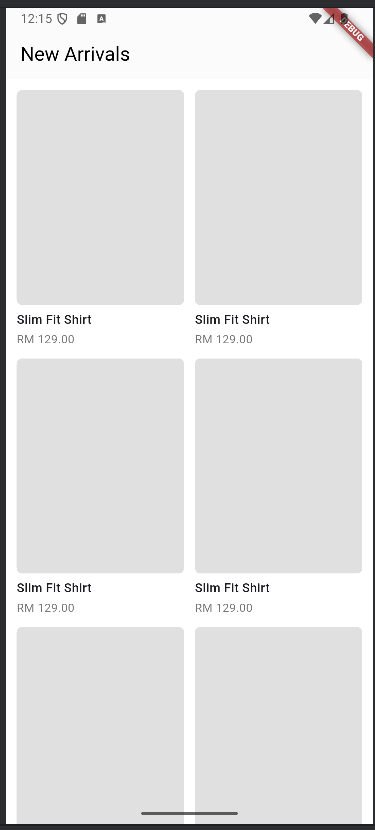 12:15
DEBUG
New Arrivals
Slim Fit Shirt
Slim Fit Shirt
RM 129.00
RM 129.00
Slim Fit Shirt
Slim Fit Shirt
RM 129.00
RM 129.00